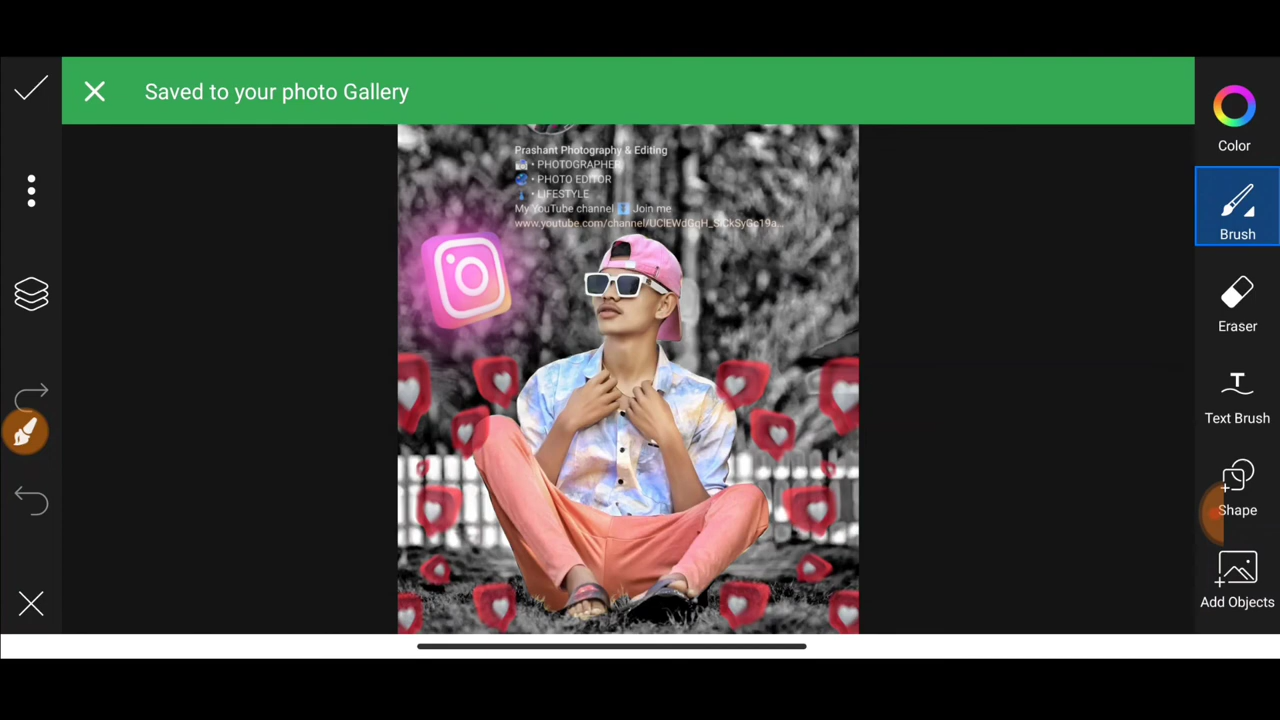 Saved to your photo Gallery
Color
Brush
Eraser
Text Brush
Shape
Add Objects
Prashant Photography & Editing
• PHOTOGRAPHER
• PHOTO EDITOR
• LIFESTYLE
My YouTube channel Join me